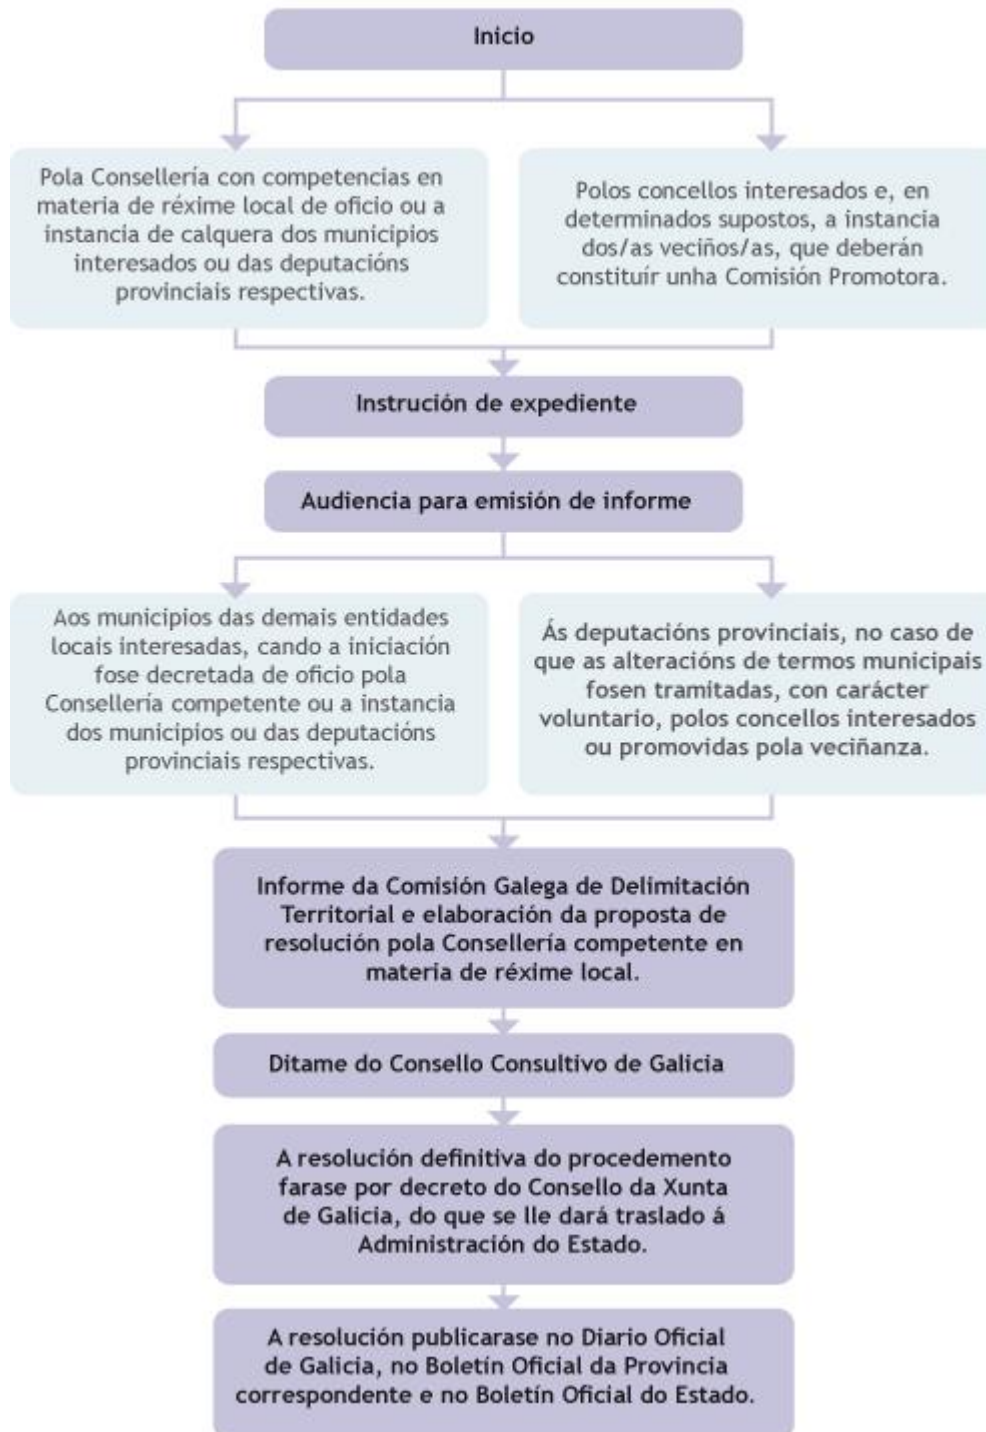 Inicio
Pola Consellería con competencias en
materia de réxime local de oficio ou a
instancia de calquera dos municipios
interesados ou das deputacións
provinciais respectivas.
Polos concellos interesados e, en
determinados supostos, a instancia
dos/as veciños/as, que deberán
constituír unha Comisión Promotora.
Instrución de expediente
Audiencia para emisión de informe
Aos municipios das demais entidades
locais interesadas, cando a iniciación
fose decretada de oficio pola
Consellería competente ou a instancia
dos municipios ou das deputacións
provinciais respectivas.
Ás deputacións provinciais, no caso de
que as alteracións de termos municipais
fosen tramitadas, con carácter
voluntario, polos concellos interesados
ou promovidas pola veciñanza.
Informe da Comisión Galega de Delimitación
Territorial e elaboración da proposta de
resolución pola Consellería competente en
materia de réxime local.
Ditame do Consello Consultivo de Galicia
A resolución definitiva do procedemento
farase por decreto do Consello da Xunta
de Galicia, do que se lle dará traslado á
Administración do Estado.
A resolución publicarase no Diario Oficial
de Galicia, no Boletín Oficial da Provincia
correspondente e no Boletín Oficial do Estado.